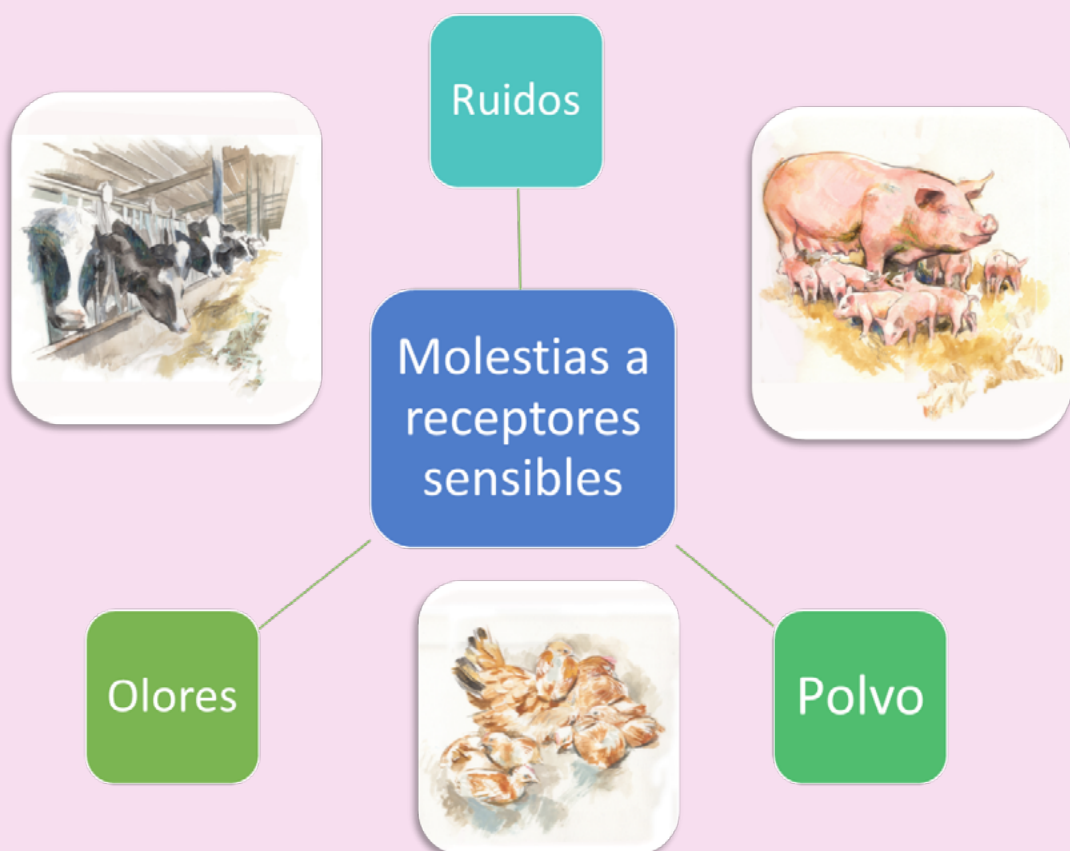 Ruidos
Molestias a
receptores
sensibles
Olores
Polvo